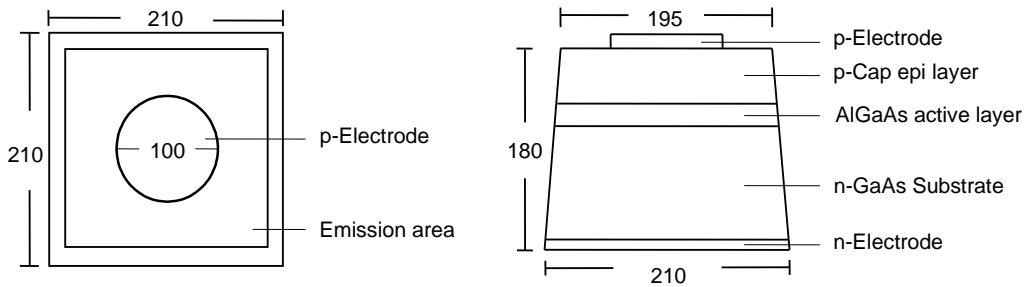 210
210
100
p-Electrode
Emission area
195
180
p-Electrode
p-Cap epi layer
AlGaAs active layer
n-GaAs Substrate
n-Electrode
210